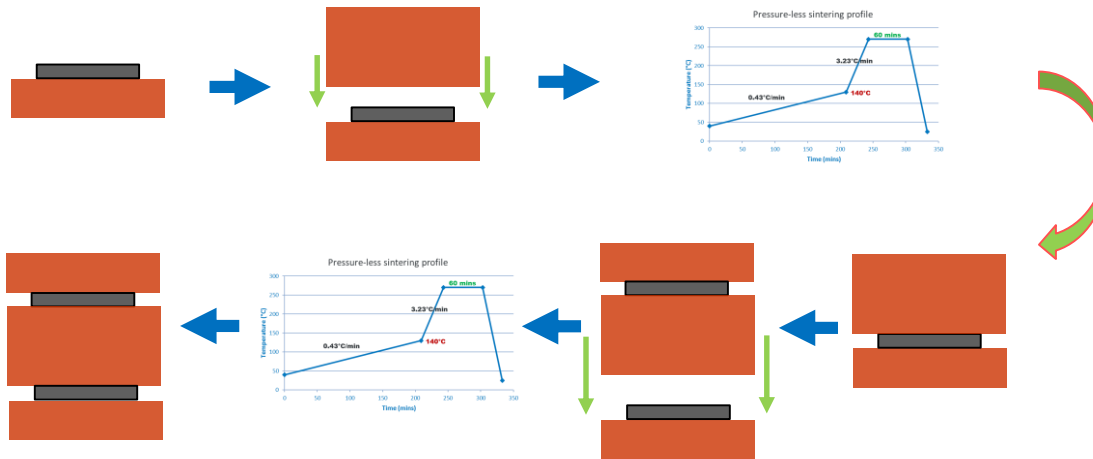 Pressure-less sintering profile
300
250
200
150
100
50
0
Temperature (°C)
60 mins
3.23°C/min
0.43°C/min
140°C
0 50 100 150 200 250 300 350
Time (mins)
Pressure-less sintering profile
300
250
200
150
100
50
0
Temperature (°C)
60 mins
3.23°C/min
0.43°C/min
140°C
0 50 100 150 200 250 300 350
Time (mins)